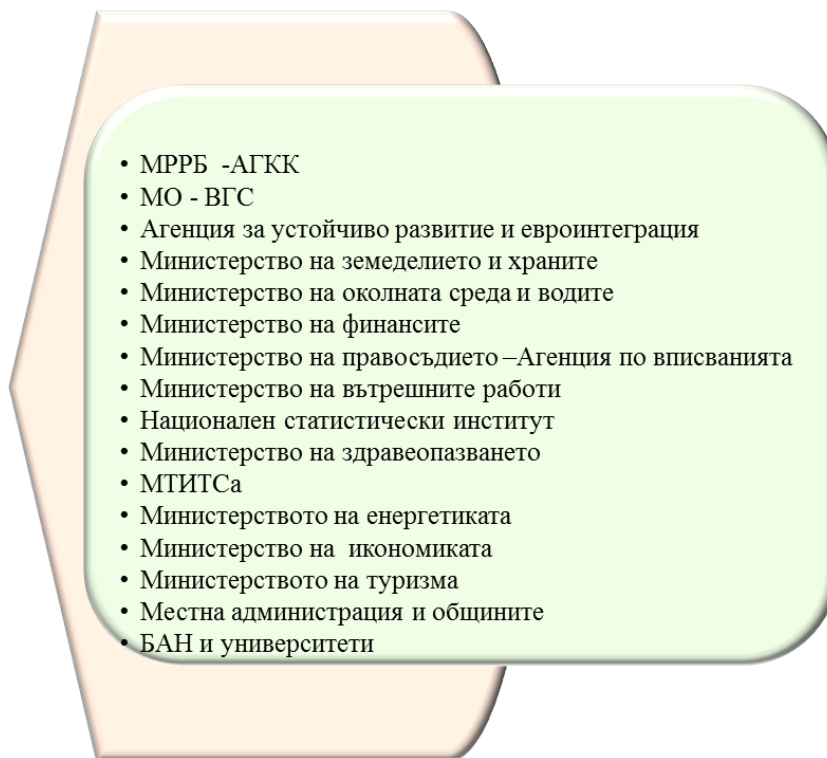 • МРРБ -АГКК
• МО - ВГС
• Агенция за устойчиво развитие и евроинтеграция
• Министерство на земеделието и храните
• Министерство на околната среда и водите
• Министерство на финансите
• Министерство на правосъдието –Агенция по вписванията
• Министерство на вътрешните работи
• Национален статистически институт
• Министерство на здравеопазването
• МТИТСа
• Министерството на енергетиката
• Министерство на икономиката
• Министерството на туризма
• Местна администрация и общините
• БАН и университети